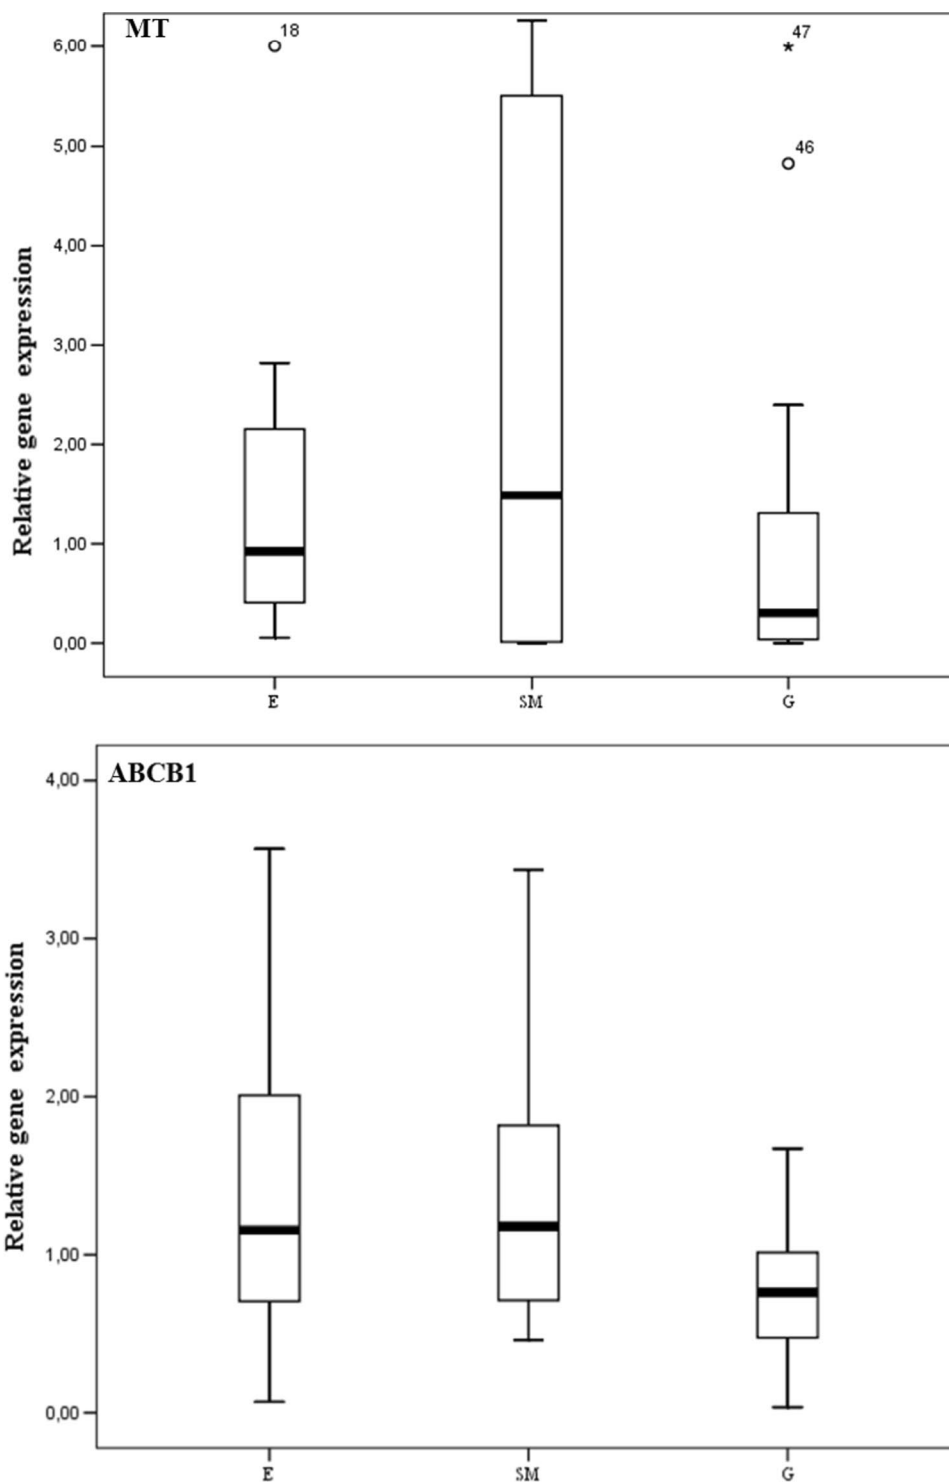 MT
6,00
18
47
5,00
46
4,00
3,00
2,00
1,00
0,00
Relative gene expression
E SM G
ABCB1
4,00
3,00
2,00
1,00
0,00
Relative gene expression
E SM G